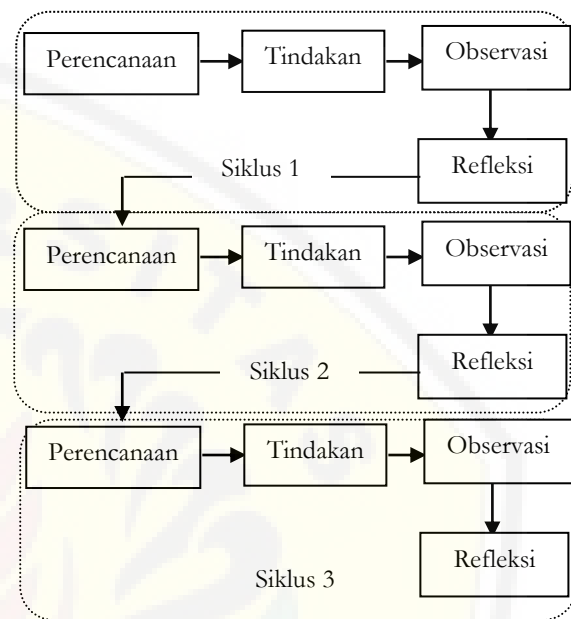 Perencanaan
Tindakan
Observasi
Refleksi
Siklus 1
Perencanaan
Tindakan
Observasi
Refleksi
Siklus 2
Perencanaan
Tindakan
Observasi
Refleksi
Siklus 3